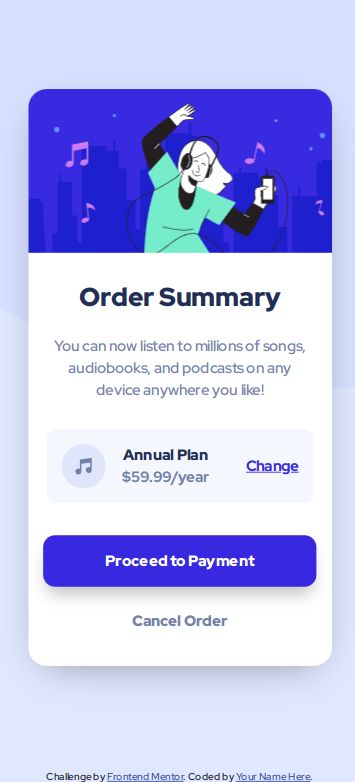 Order Summary
You can now listen to millions of songs,
audiobooks, and podcasts on any
device anywhere you like!
Annual Plan
$59.99/year
Change
Proceed to Payment
Cancel Order
Challenge by Frontend Mentor. Coded by Your Name Here.